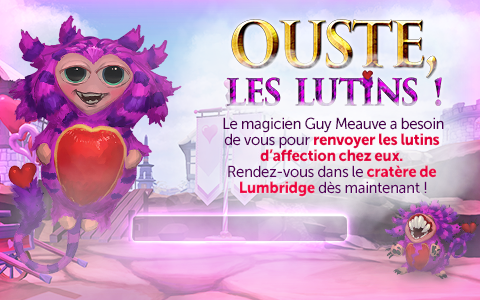 OUSTE,
LES LUTINS !
Le magicien Guy Meauve a besoin
de vous pour renvoyer les lutins
d'affection chez eux.
Rendez-vous dans le cratère de
Lumbridge dès maintenant !